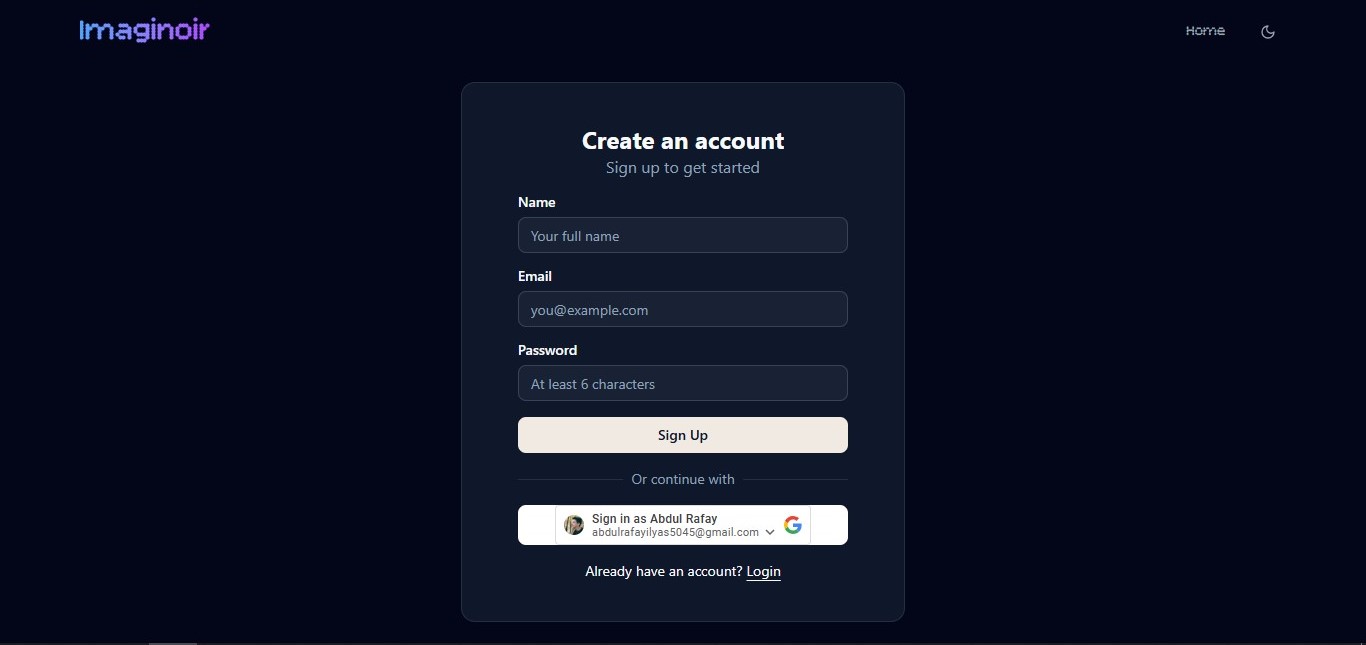 Imaginoir
Home
Create an account
Sign up to get started
Name
Your full name
Email
you@example.com
Password
At least 6 characters
Sign Up
Or continue with
Sign in as Abdul Rafay
abdulrafayilyas5045@gmail.com
Already have an account? Login